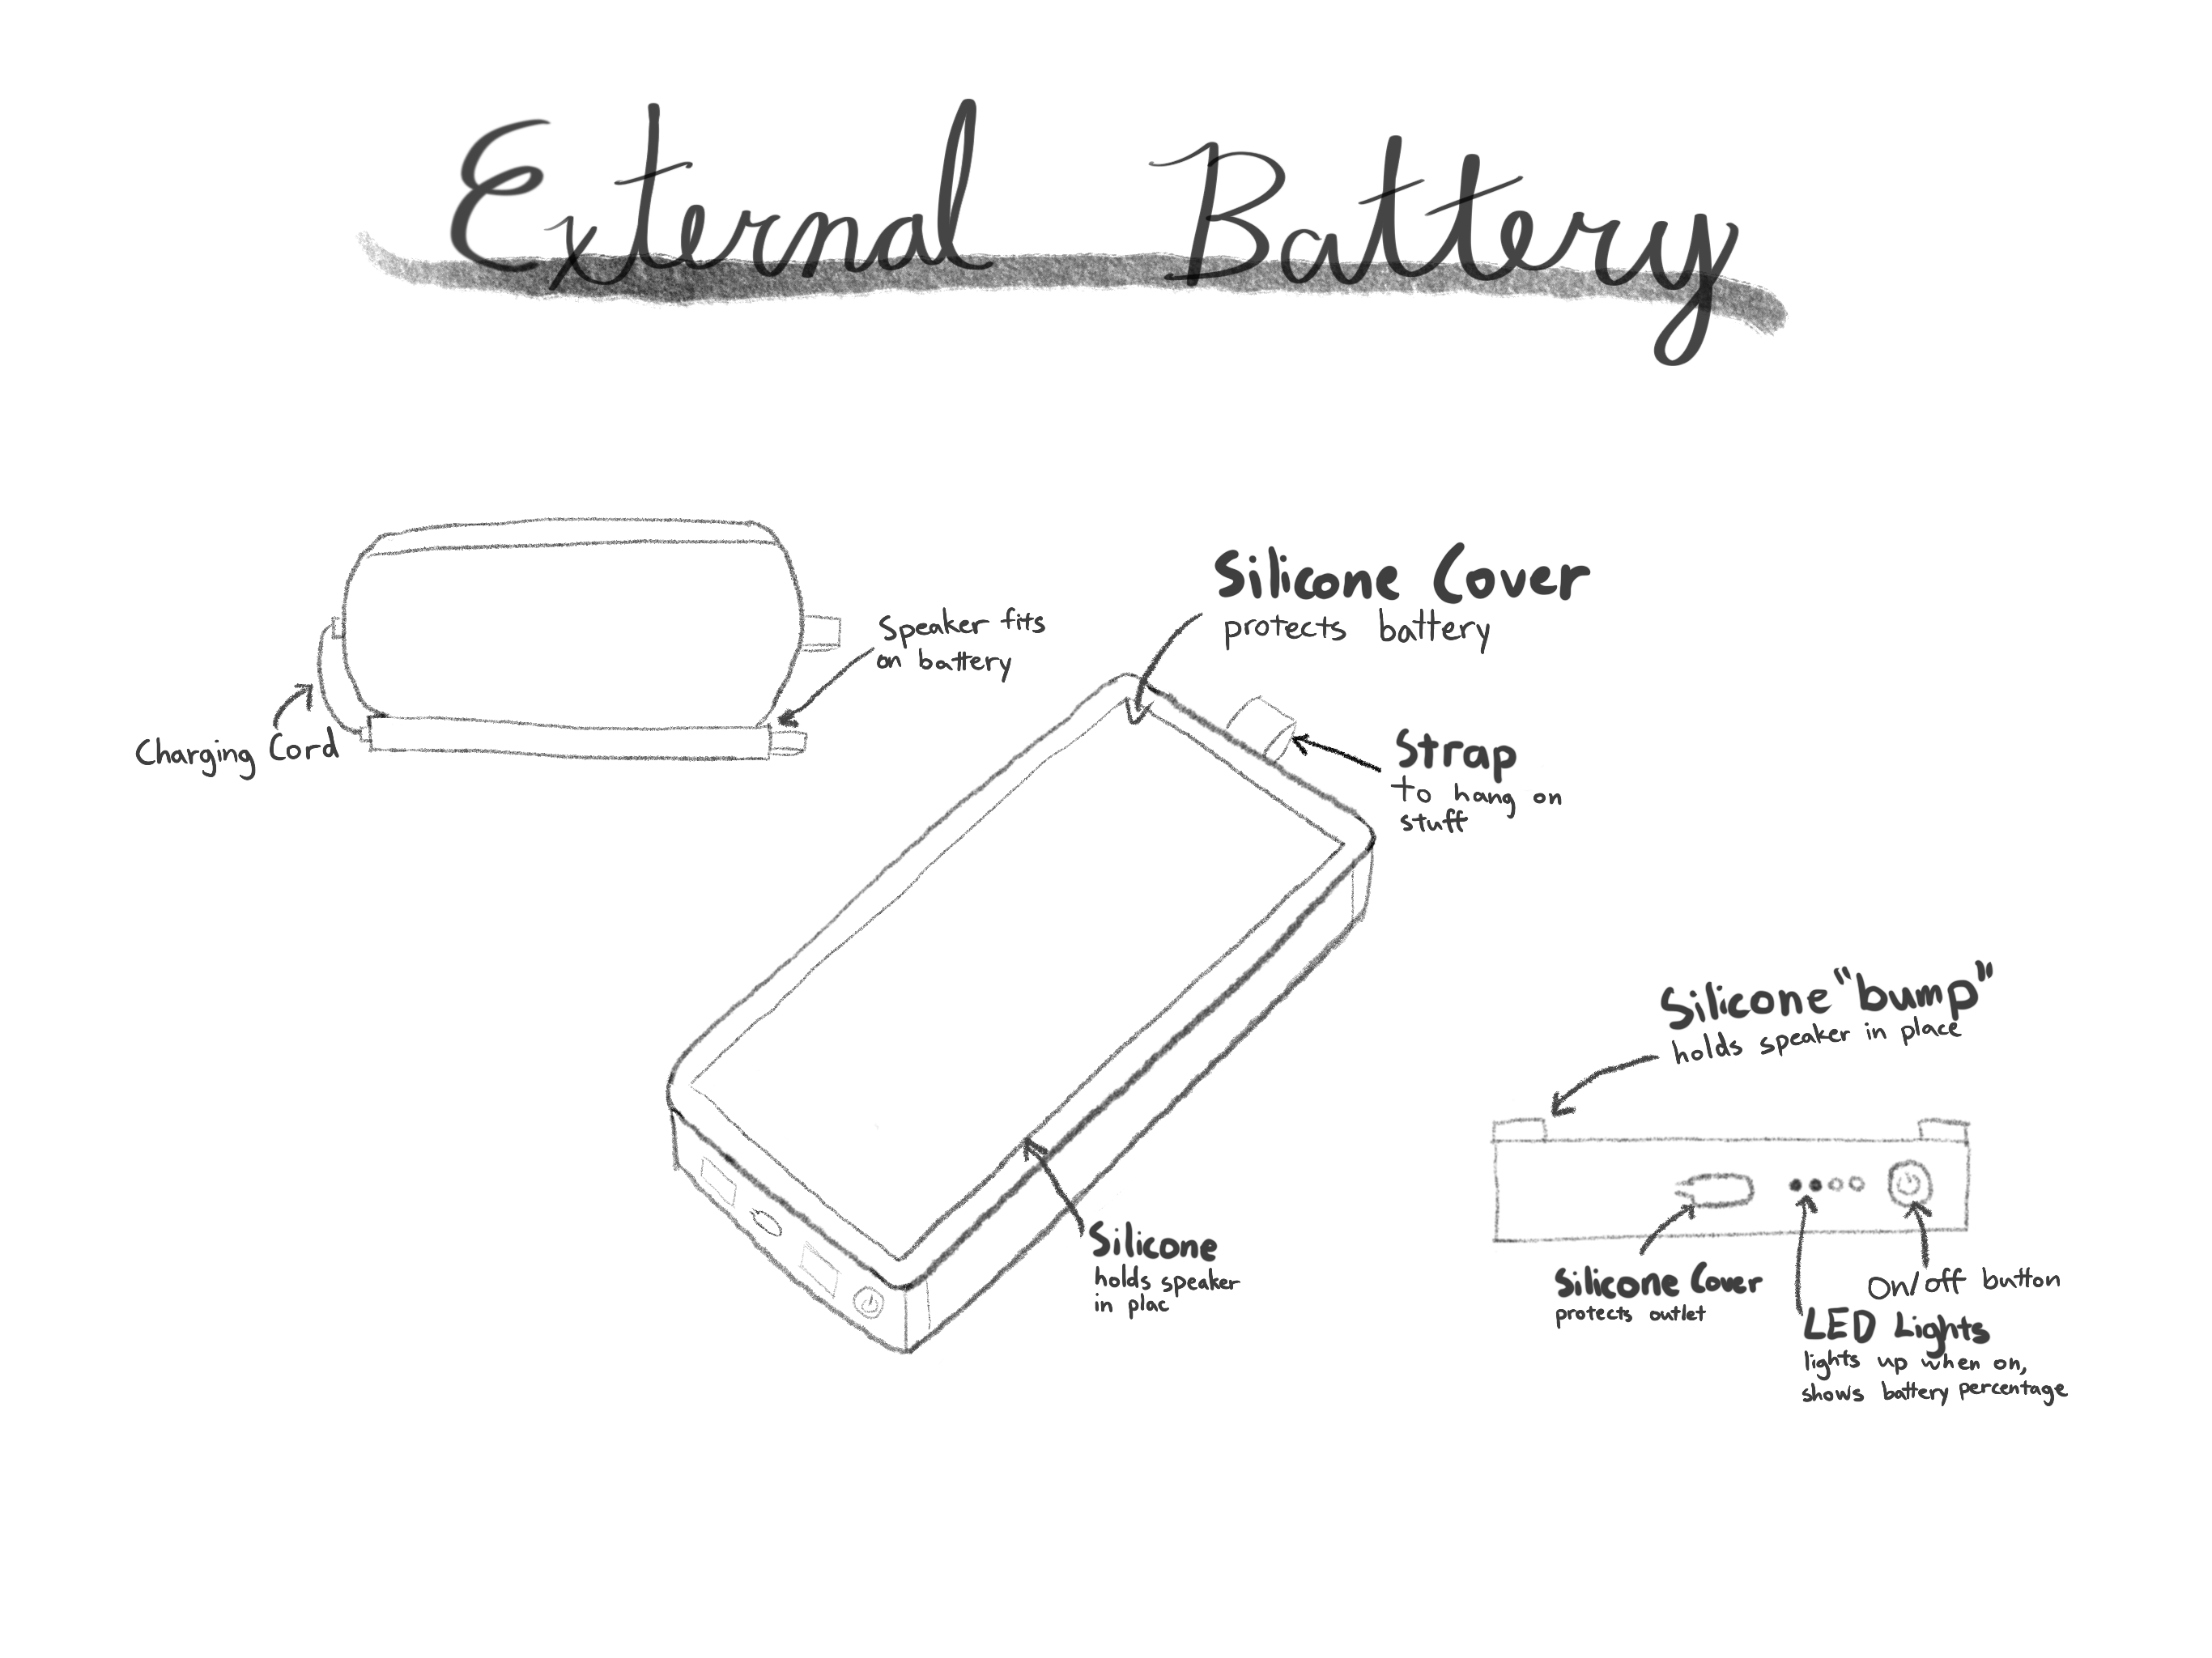 External Battery
Speaker fits
on battery
Charging Cord
Silicone Cover
protects battery
Strap
to hang on
stuff
Silicone "bump"
holds speaker in place
Silicone
holds speaker
in plac
Silicone Cover
protects outlet
On/off button
LED Lights
lights up when on,
shows battery percentage